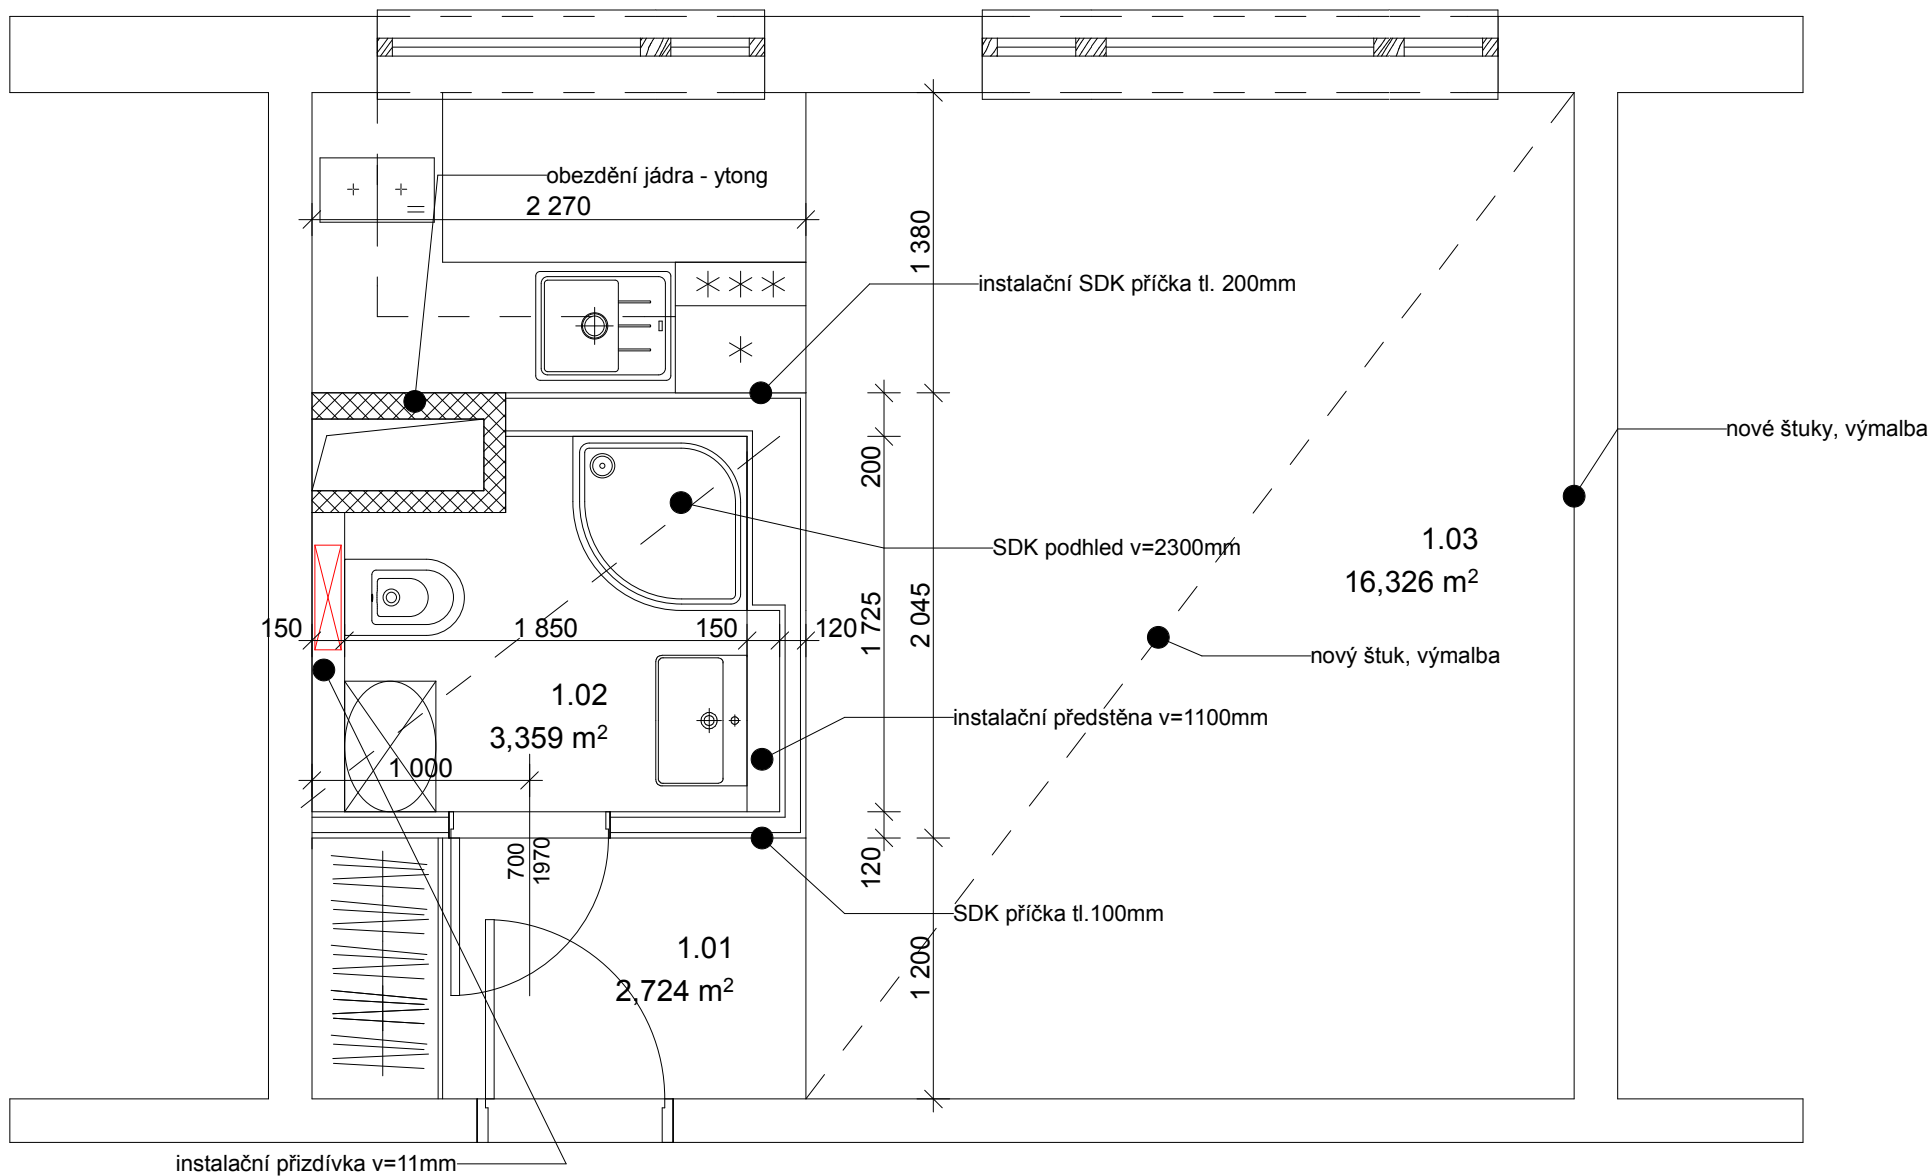 obezdění jádra - ytong
2 270
1 380
instalační SDK příčka tl. 200mm
nové štuky, výmalba
200
SDK podhled v=2300mm
1.03
16,326 m²
150
1 850
150
120
1 725
2 045
nový štuk, výmalba
1.02
3,359 m²
instalační předstěna v=1100mm
1 000
700
1970
120
SDK příčka tl.100mm
1.01
2,724 m²
1 200
instalační přizdívka v=11mm